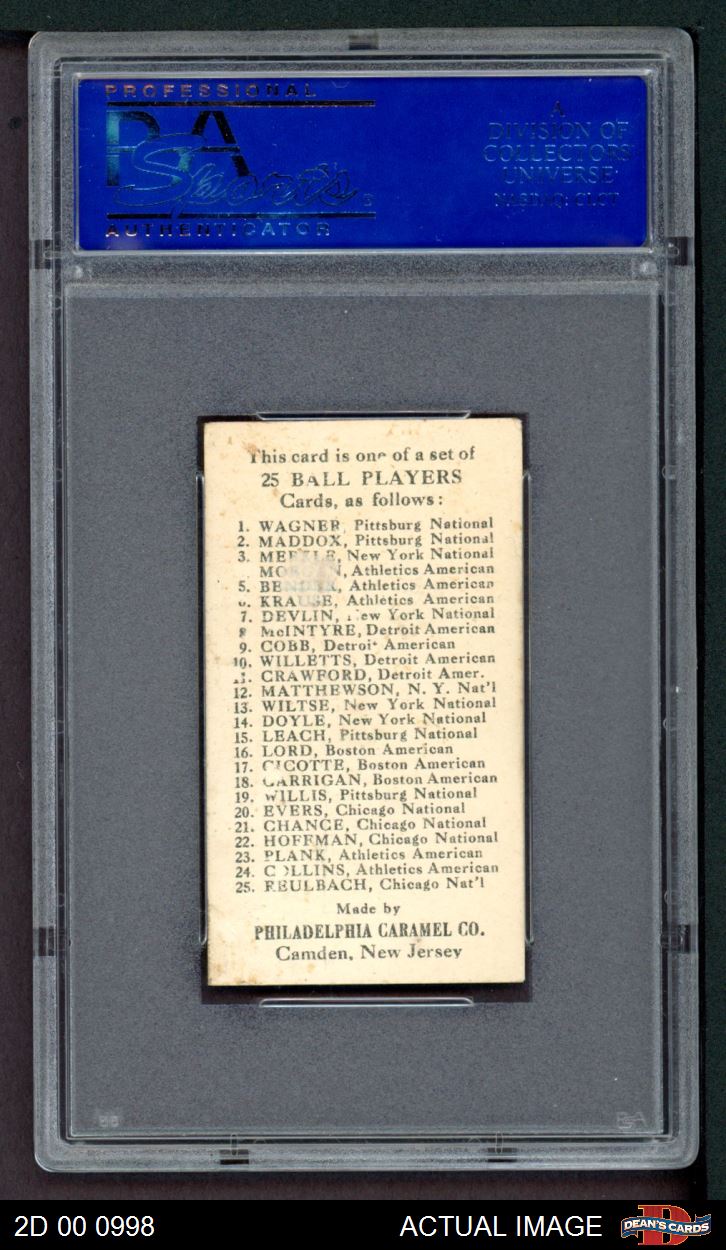 PROFESSIONAL
PSA
Sports
AUTHENTICATOR
A
DIVISION OF
COLLECTORS
UNIVERSE
NASDAQ: CLCT
This card is one of a set of
25 BALL PLAYERS
Cards, as follows:
1. WAGNER, Pittsburg National
2. MADDOX, Pittsburg National
3. MERKLE, New York National
MORGAN, Athletics American
5. BENDER, Athletics American
6. KRAUSE, Athletics American
7. DEVLIN, New York National
8 McINTYRE, Detroit American
9. COBB, Detroit American
10. WILLETTS, Detroit American
11. CRAWFORD, Detroit Amer.
12. MATTHEWSON, N. Y. Nat'l
13. WILTSE, New York National
14. DOYLE, New York National
15. LEACH, Pittsburg National
16. LORD, Boston American
17. CICOTTE, Boston American
18. CARRIGAN, Boston American
19. WILLIS, Pittsburg National
20. EVERS, Chicago National
21. CHANCE, Chicago National
22. HOFFMAN, Chicago National
23. PLANK, Athletics American
24. COLLINS, Athletics American
25. REULBACH, Chicago Nat'l
Made by
PHILADELPHIA CARAMEL CO.
Camden, New Jersey
2D 00 0998
ACTUAL IMAGE
DEAN'S CARDS